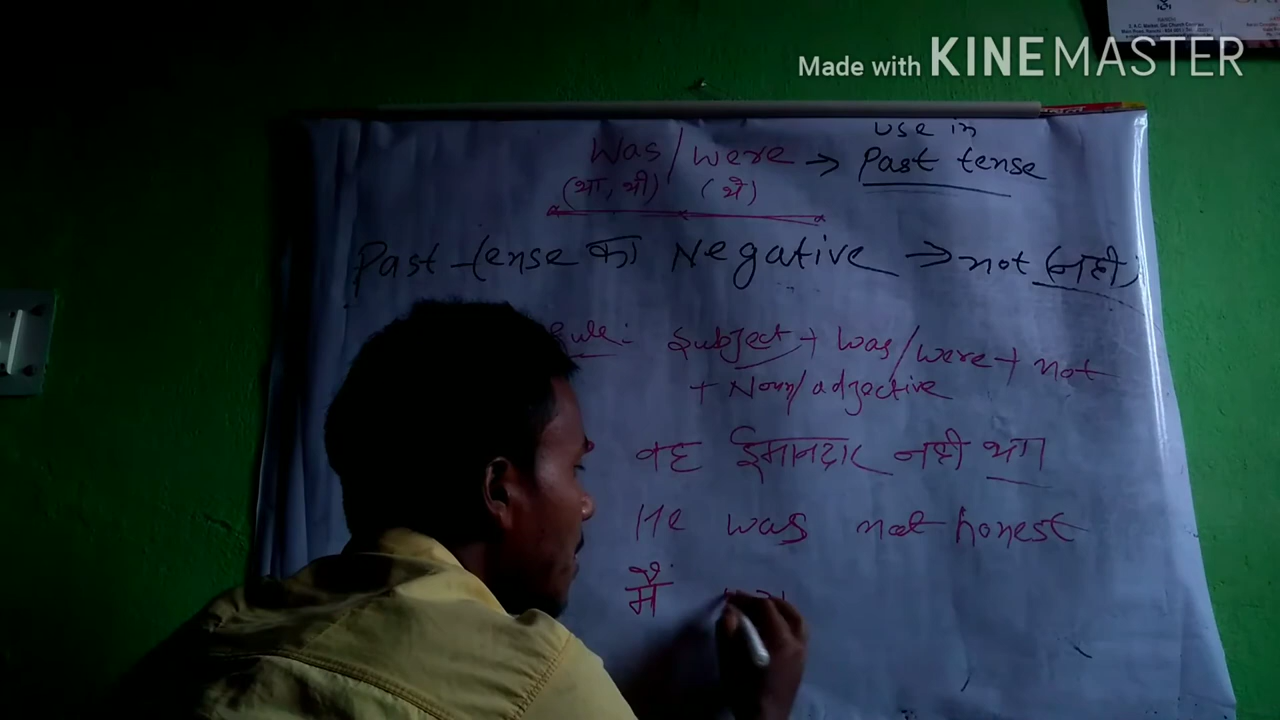 Made with KINEMASTER
use in
Was/were → Past tense
(था, थी) (थे)
Past tense का Negative → not (नही)
Rule: Subject + was/were + not
+ Noun/adjective
वह ईमानदार नही था।
He was not honest
मैं